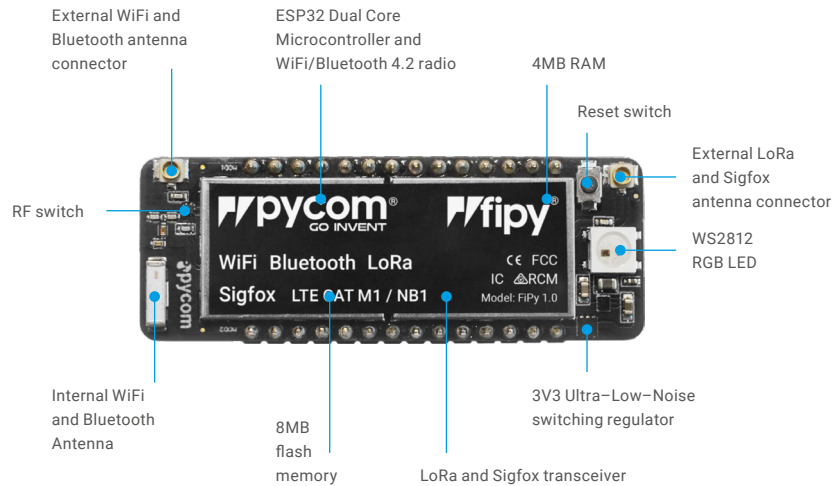 External WiFi and
Bluetooth antenna
connector
ESP32 Dual Core
Microcontroller and
WiFi/Bluetooth 4.2 radio
4MB RAM
Reset switch
External LoRa
and Sigfox
antenna connector
RF switch
WS2812
RGB LED
MOD1
pycom®
GO INVENT
fipy®
WiFi Bluetooth LoRa
CE FCC
IC RCM
Sigfox LTE CAT M1 / NB1
Model: FiPy 1.0
pycom
MOD2
Internal WiFi
and Bluetooth
Antenna
8MB
flash
memory
LoRa and Sigfox transceiver
3V3 Ultra–Low–Noise
switching regulator